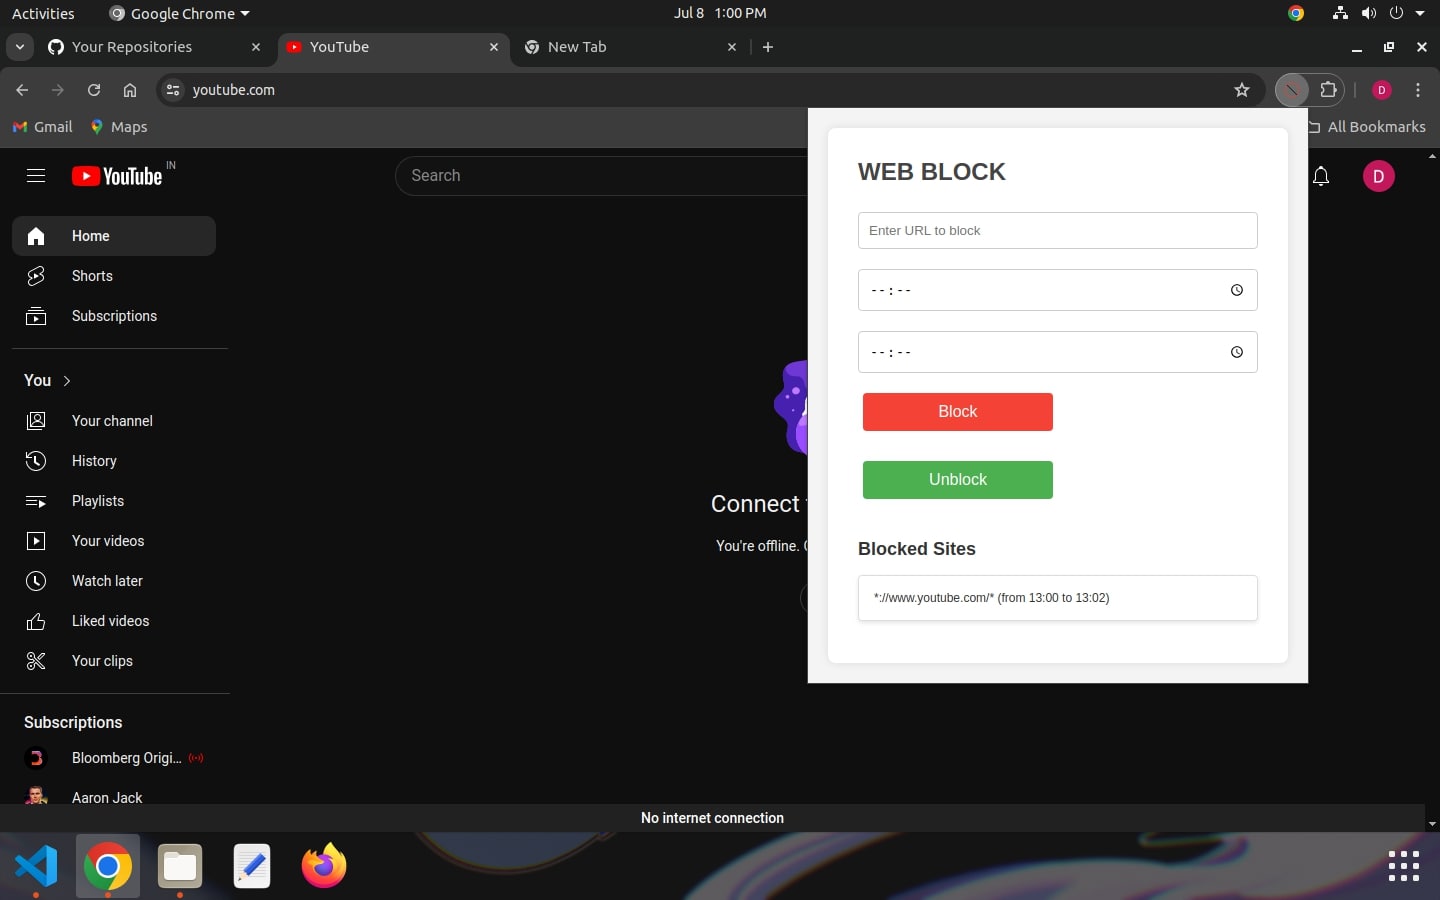 Activities
Google Chrome
Jul 8 1:00 PM
Your Repositories
YouTube
New Tab
youtube.com
D
Gmail
Maps
All Bookmarks
YouTube IN
Search
D
Home
Shorts
Subscriptions
You
Your channel
History
Playlists
Your videos
Watch later
Liked videos
Your clips
Subscriptions
Bloomberg Origi...
Aaron Jack
Connect
You're offline.
WEB BLOCK
Enter URL to block
--:--
--:--
Block
Unblock
Blocked Sites
*://www.youtube.com/* (from 13:00 to 13:02)
No internet connection